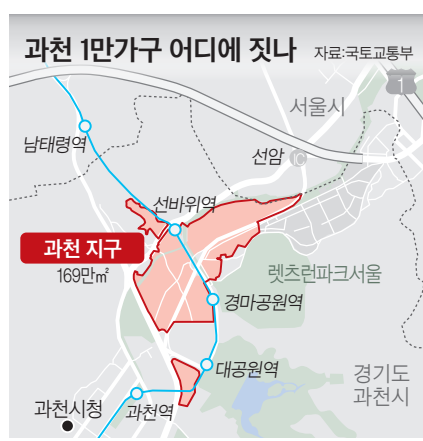 과천 1만가구 어디에 짓나
자료:국토교통부
1
서울시
남태령역
선암
C
선바위역
과천 지구
169만㎡
렛츠런파크서울
경마공원역
대공원역
경기도
과천시
과천시청
과천역